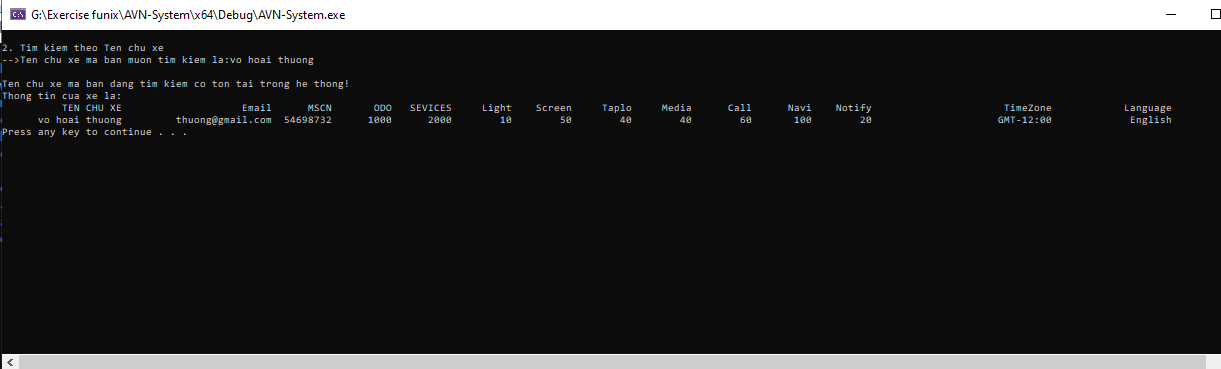 G:\Exercise funix\AVN-System\x64\Debug\AVN-System.exe
2. Tim kiem theo Ten chu xe
-->Ten chu xe ma ban muon tim kiem la:vo hoai thuong
Ten chu xe ma ban dang tim kiem co ton tai trong he thong!
Thong tin cua xe la:
TEN CHU XE Email MSCN ODO SEVICES Light Screen Taplo Media Call Navi Notify TimeZone Language
vo hoai thuong thuong@gmail.com 54698732 1000 2000 10 50 40 40 60 100 20 GMT-12:00 English
Press any key to continue . . .